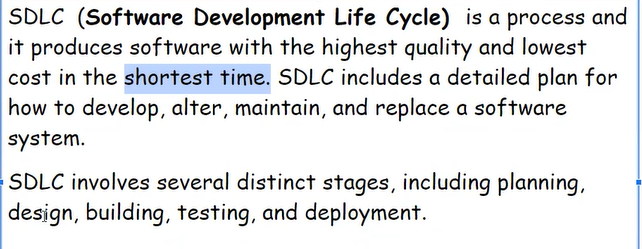 SDLC (Software Development Life Cycle) is a process and
it produces software with the highest quality and lowest
cost in the shortest time. SDLC includes a detailed plan for
how to develop, alter, maintain, and replace a software
system.
SDLC involves several distinct stages, including planning,
design, building, testing, and deployment.